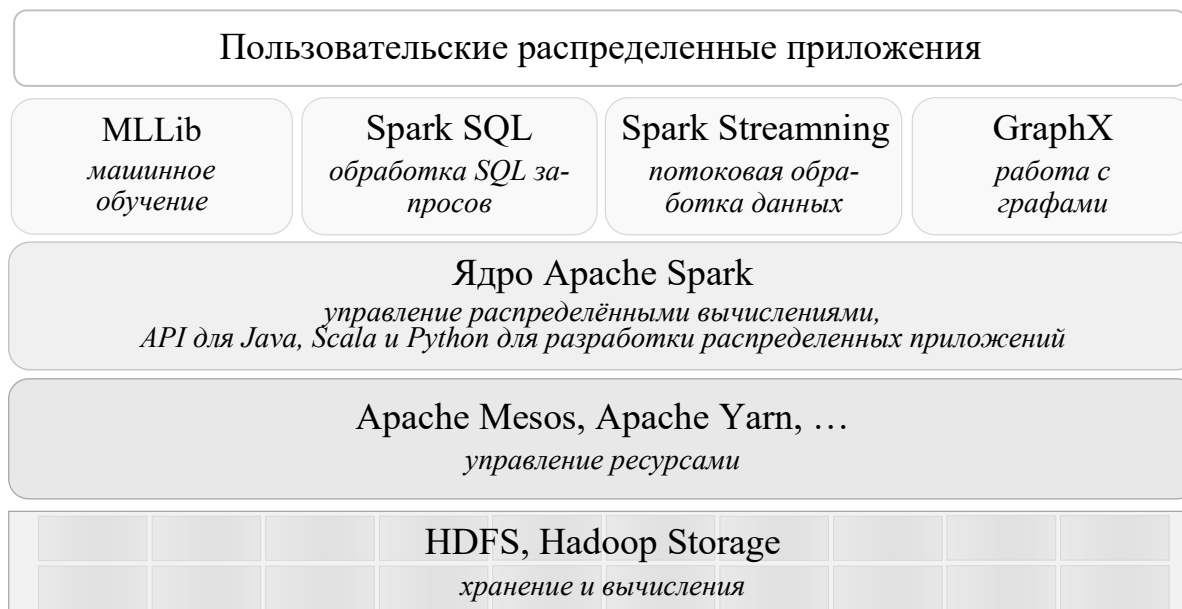 Пользовательские распределенные приложения
MLLib
машинное
обучение
Spark SQL
обработка SQL за-
просов
Spark Streamning
потоковая обра-
ботка данных
GraphX
работа с
графами
Ядро Apache Spark
управление распределёнными вычислениями,
API для Java, Scala и Python для разработки распределенных приложений
Apache Mesos, Apache Yarn, …
управление ресурсами
HDFS, Hadoop Storage
хранение и вычисления